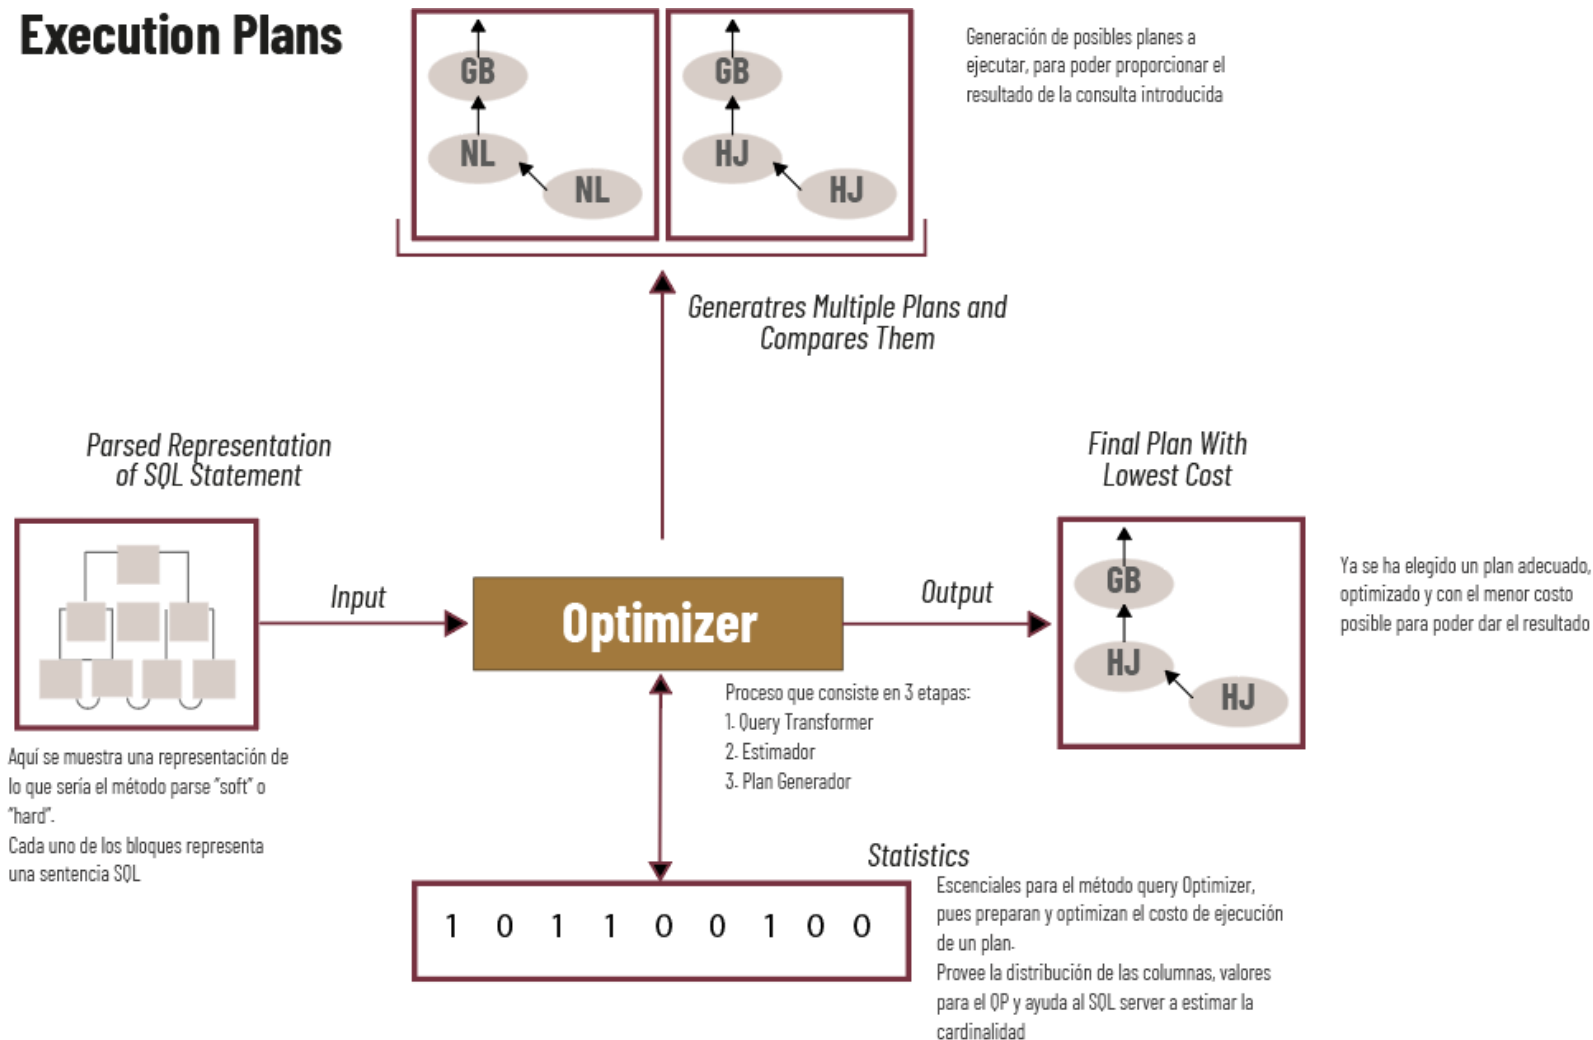 Execution Plans
GB
NL
NL
GB
HJ
HJ
Generación de posibles planes a
ejecutar, para poder proporcionar el
resultado de la consulta introducida
Generatres Multiple Plans and
Compares Them
Parsed Representation
of SQL Statement
Input
Optimizer
Output
Final Plan With
Lowest Cost
GB
HJ
HJ
Ya se ha elegido un plan adecuado,
optimizado y con el menor costo
posible para poder dar el resultado
Aquí se muestra una representación de
lo que sería el método parse "soft" o
"hard".
Cada uno de los bloques representa
una sentencia SQL
Proceso que consiste en 3 etapas:
1. Query Transformer
2. Estimador
3. Plan Generador
Statistics
1 0 1 1 0 0 1 0 0
Escenciales para el método query Optimizer,
pues preparan y optimizan el costo de ejecución
de un plan.
Provee la distribución de las columnas, valores
para el QP y ayuda al SQL server a estimar la
cardinalidad